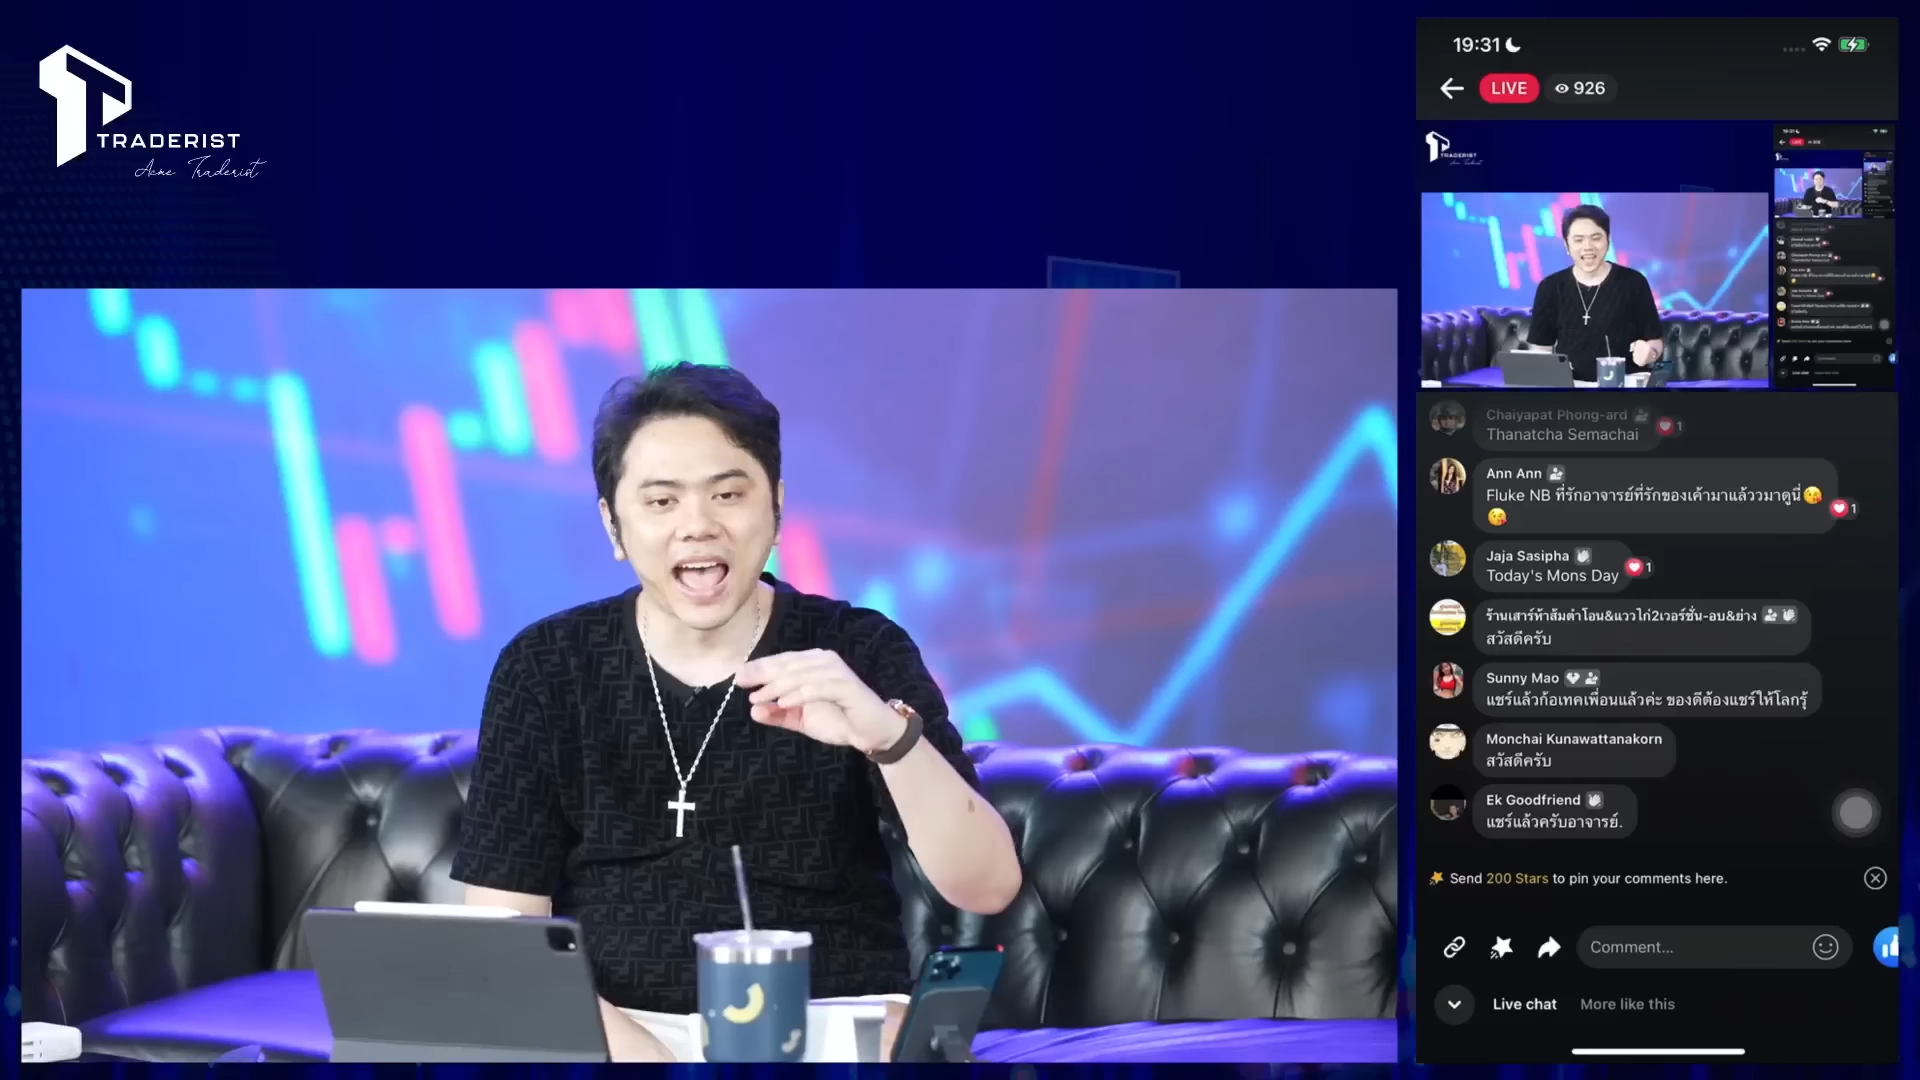 TRADERIST
Acme Traderist
19:31
LIVE
926
TRADERIST
Chaiyapat Phong-ard
Thanatcha Semachai
1
Ann Ann
Fluke NB ที่รักอาจารย์ที่รักของเค้ามาแล้ววมาดูนี่😘
😘
1
Jaja Sasipha
Today's Mons Day
1
ร้านเสาร์ห้าส้มตำโอน&แววไก่2เวอร์ชั่น-อบ&ย่าง
สวัสดีครับ
Sunny Mao
แชร์แล้วก้อเทคเพื่อนแล้วค่ะ ของดีต้องแชร์ให้โลกรู้
Monchai Kunawattanakorn
สวัสดีครับ
Ek Goodfriend
แชร์แล้วครับอาจารย์.
Send 200 Stars to pin your comments here.
Comment...
Live chat
More like this